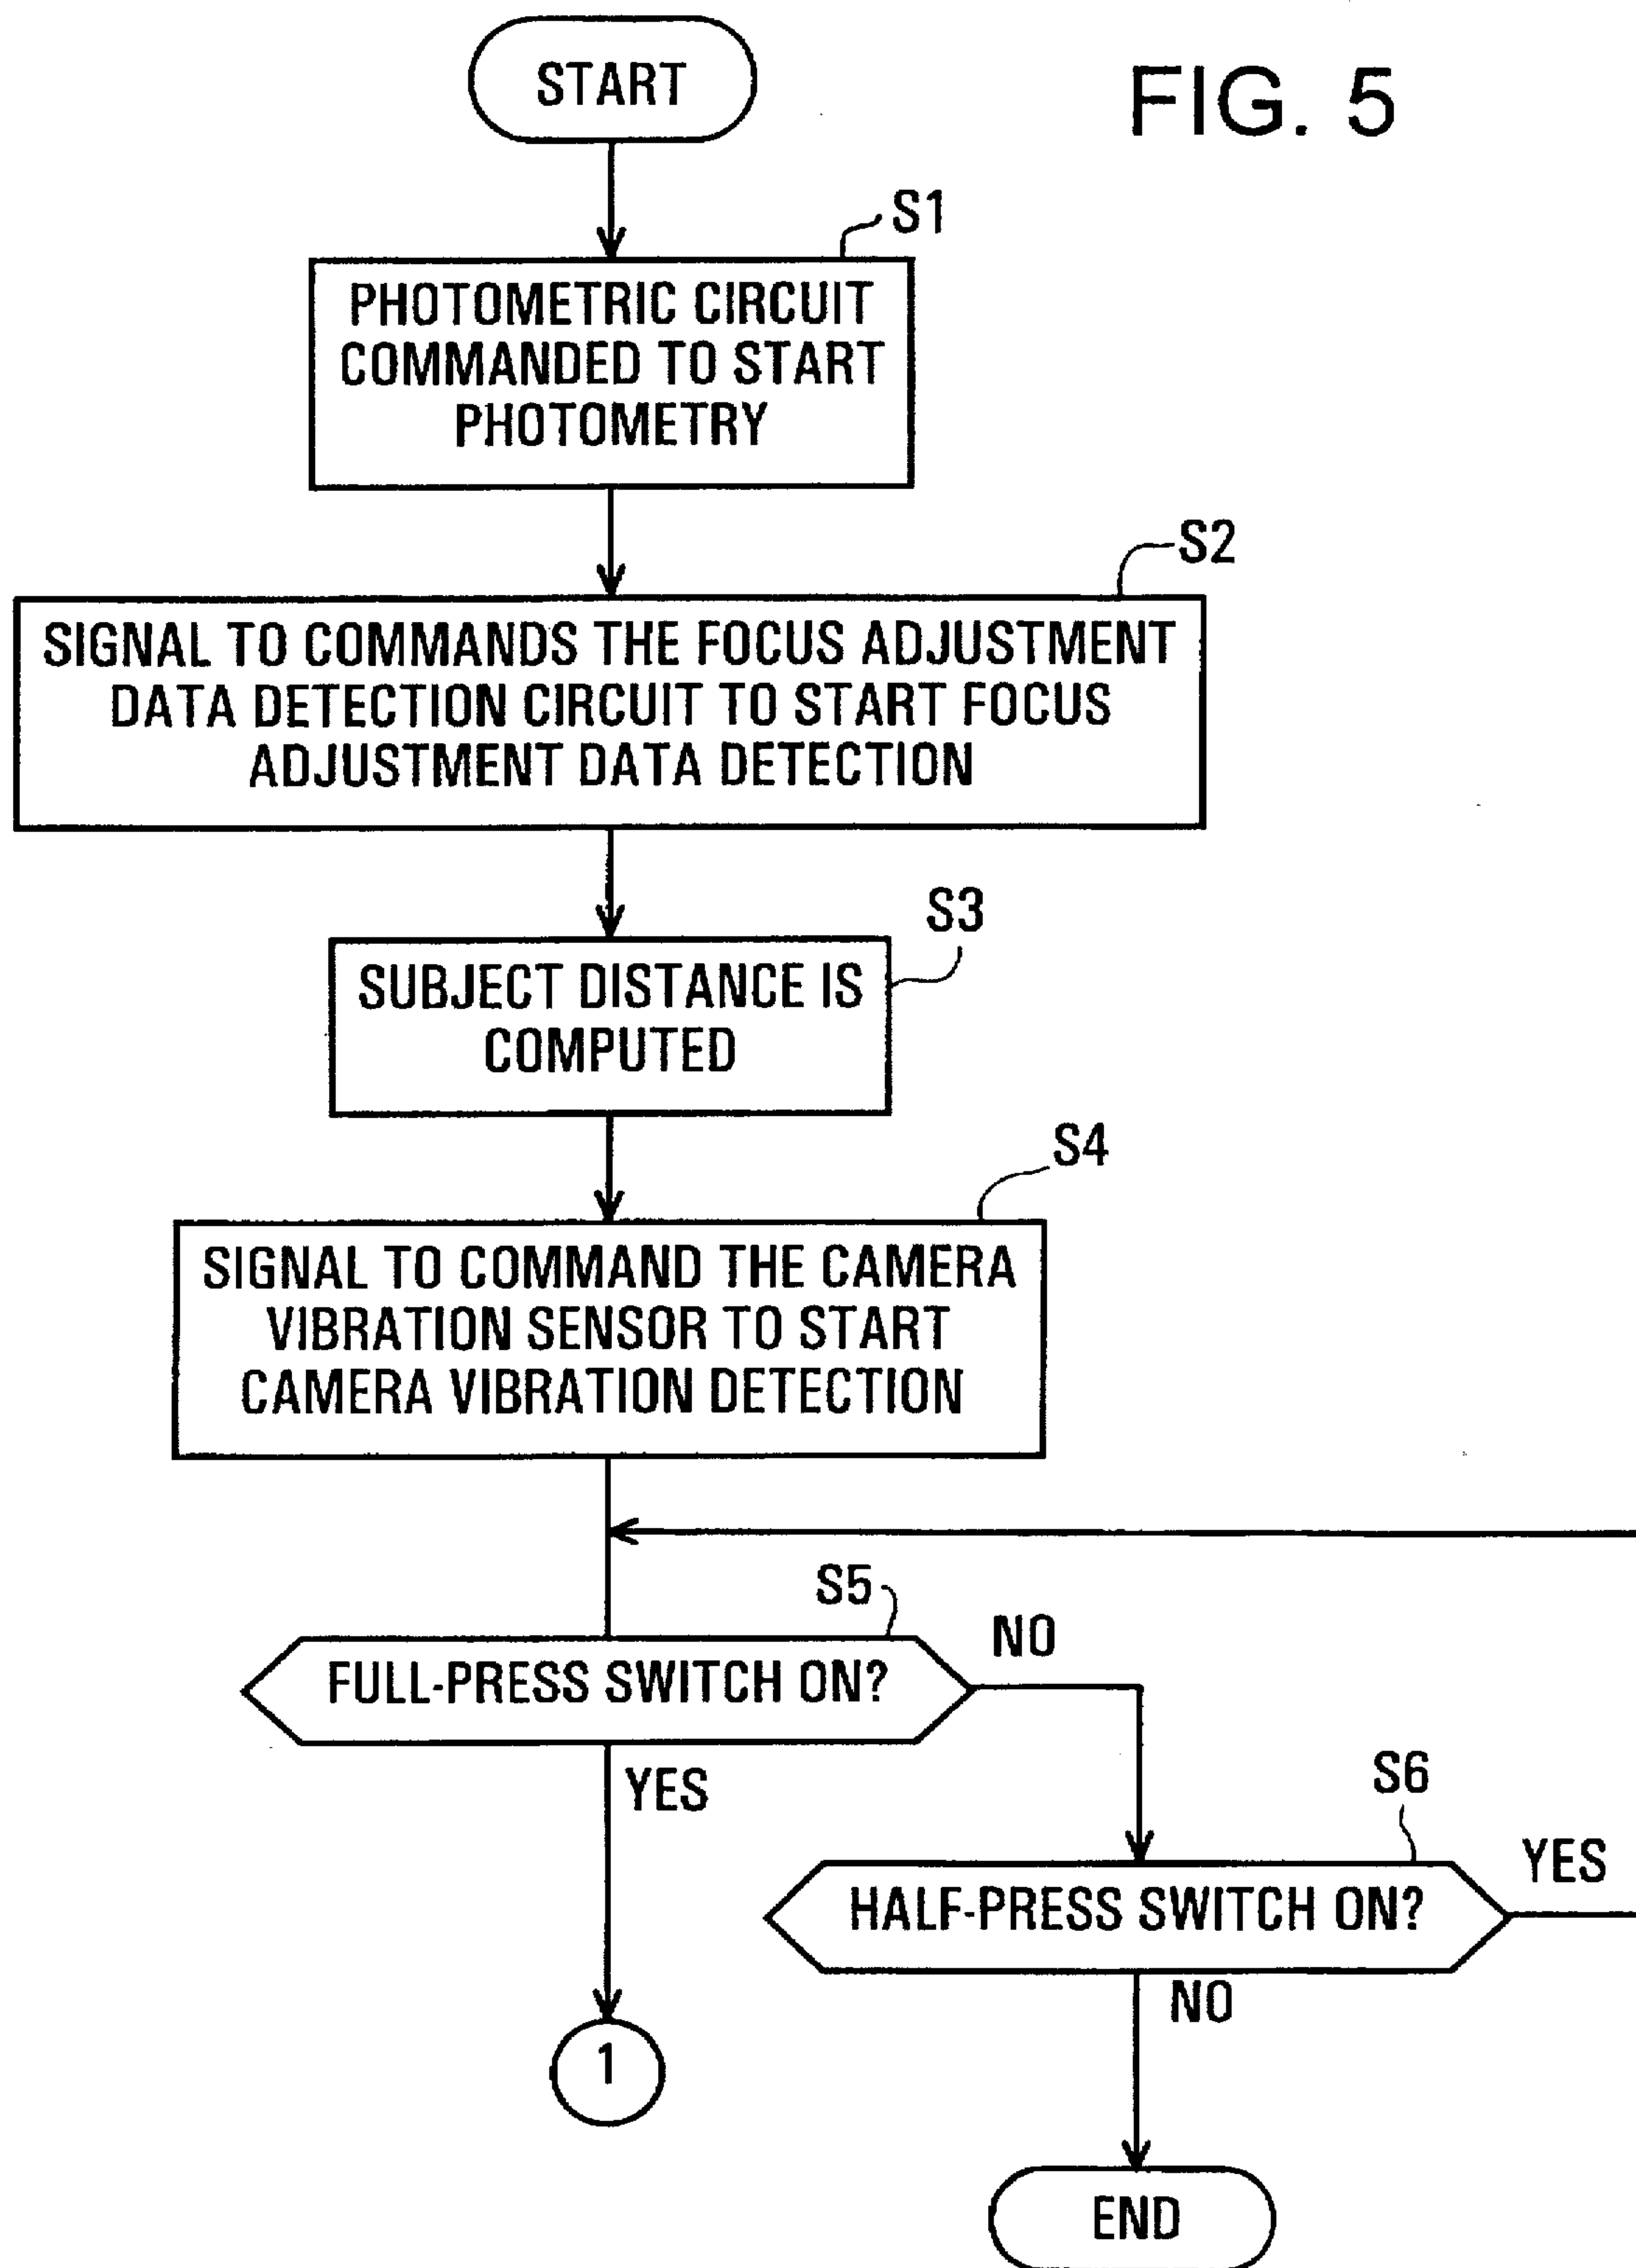 START
FIG. 5
S1
PHOTOMETRIC CIRCUIT
COMMANDED TO START
PHOTOMETRY
S2
SIGNAL TO COMMANDS THE FOCUS ADJUSTMENT
DATA DETECTION CIRCUIT TO START FOCUS
ADJUSTMENT DATA DETECTION
S3
SUBJECT DISTANCE IS
COMPUTED
S4
SIGNAL TO COMMAND THE CAMERA
VIBRATION SENSOR TO START
CAMERA VIBRATION DETECTION
S5
NO
FULL-PRESS SWITCH ON?
YES
S6
YES
HALF-PRESS SWITCH ON?
NO
1
END